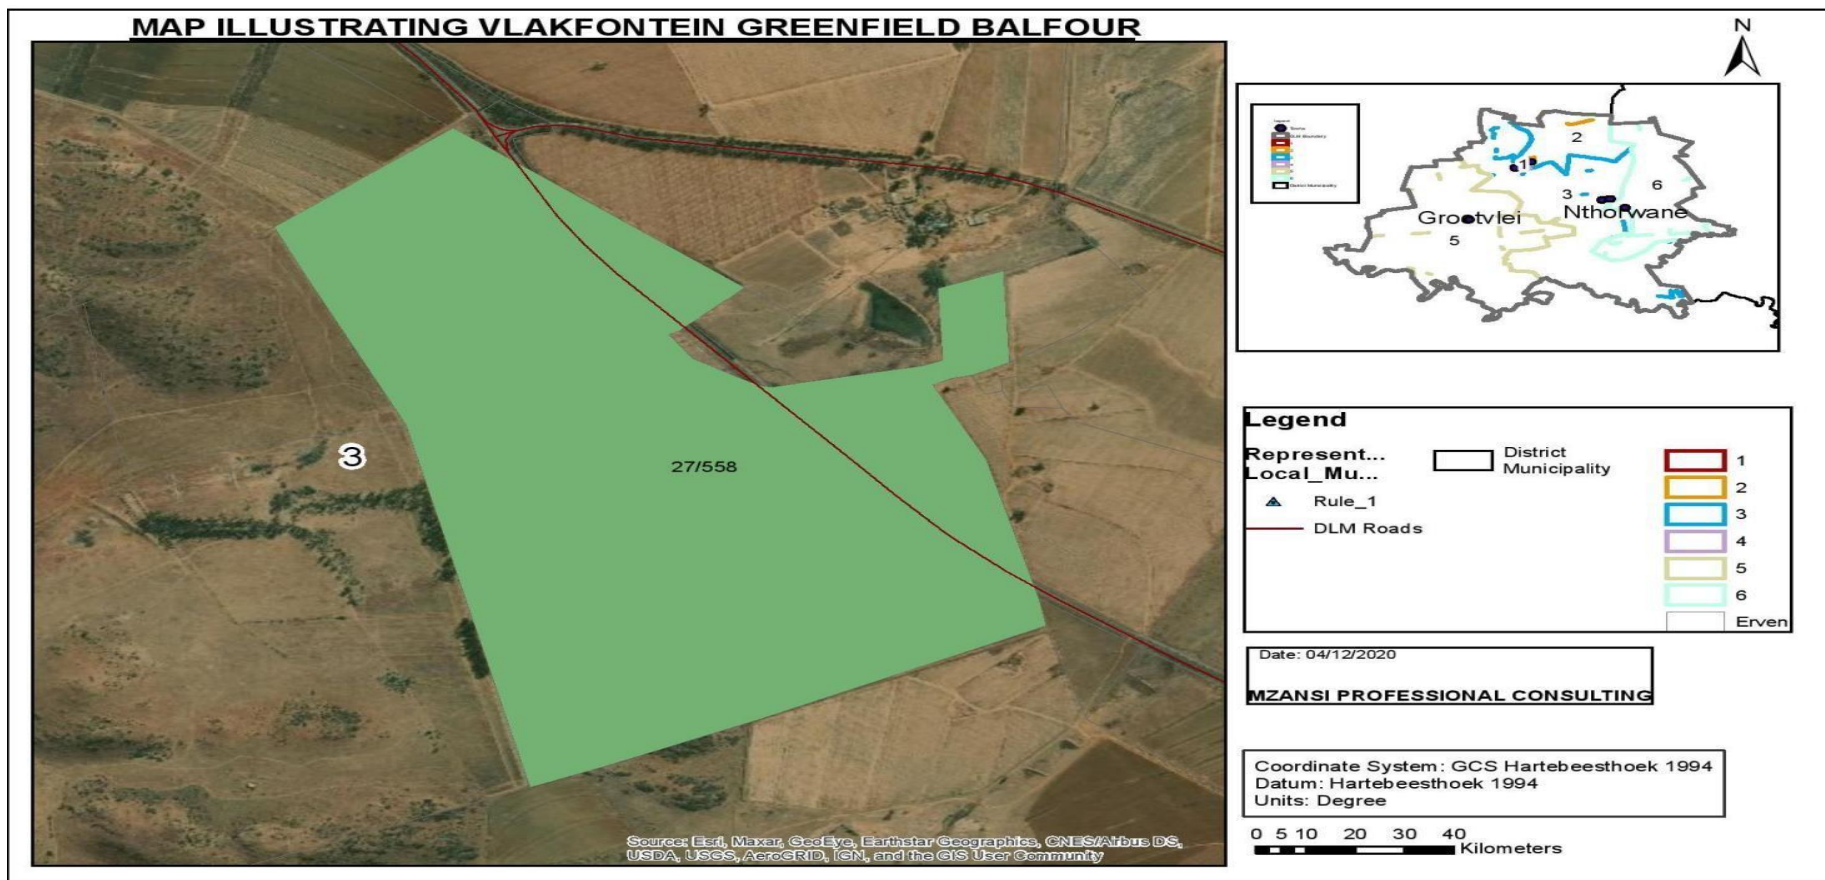 MAP ILLUSTRATING VLAKFONTEIN GREENFIELD BALFOUR
N
2
1
6
3
Grootvlei
5
3
27/558
Legend
Represent...
Local_Mu...
Rule_1
DLM Roads
District
Municipality
1
2
3
4
5
6
Erven
Date: 04/12/2020
MZANSI PROFESSIONAL CONSULTING
Coordinate System: GCS Hartebeesthoek 1994
Datum: Hartebeesthoek 1994
Units: Degree
0 5 10 20 30 40
Kilometers
Source: Esri, Maxar, GeoEye, Earthstar Geographics, CNES/Airbus DS,
USDA, USGS, AeroGRID, IGN, and the GIS User Community